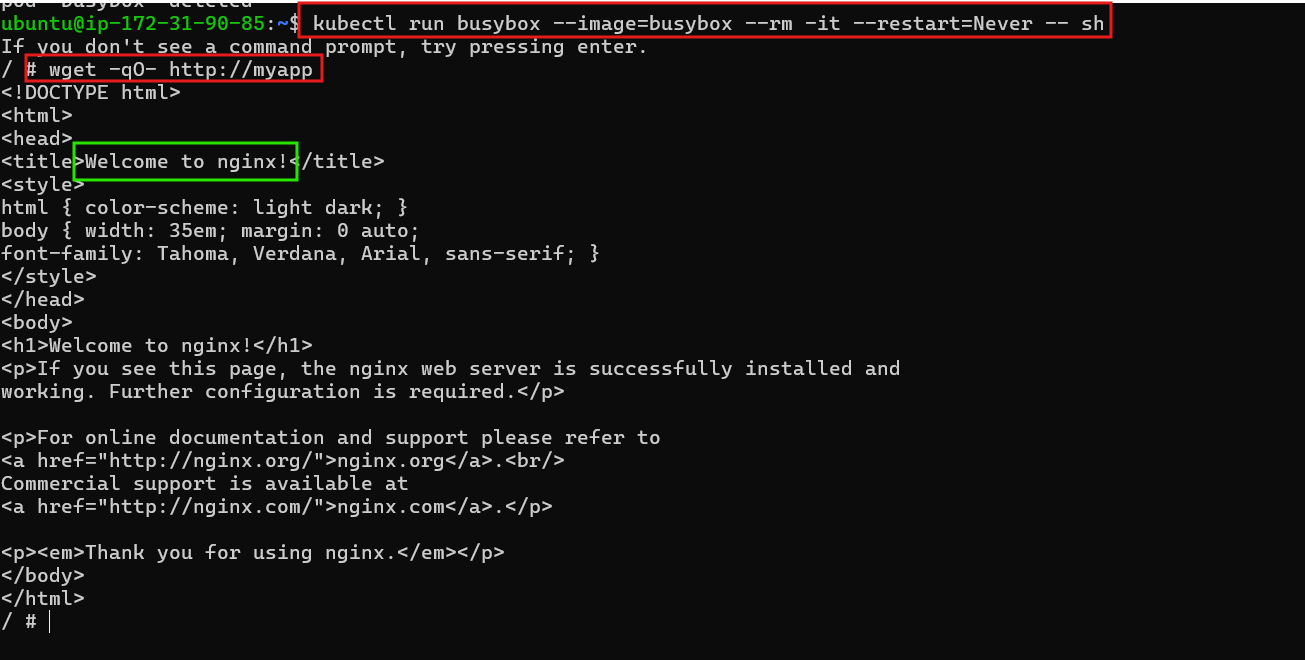 pod "busybox" deleted
ubuntu@ip-172-31-90-85:~$ kubectl run busybox --image=busybox --rm -it --restart=Never -- sh
If you don't see a command prompt, try pressing enter.
/ # wget -qO- http://myapp
<!DOCTYPE html>
<html>
<head>
<title>Welcome to nginx!</title>
<style>
html { color-scheme: light dark; }
body { width: 35em; margin: 0 auto;
font-family: Tahoma, Verdana, Arial, sans-serif; }
</style>
</head>
<body>
<h1>Welcome to nginx!</h1>
<p>If you see this page, the nginx web server is successfully installed and
working. Further configuration is required.</p>
<p>For online documentation and support please refer to
<a href="http://nginx.org/">nginx.org</a>.<br/>
Commercial support is available at
<a href="http://nginx.com/">nginx.com</a>.</p>
<p><em>Thank you for using nginx.</em></p>
</body>
</html>
/ #